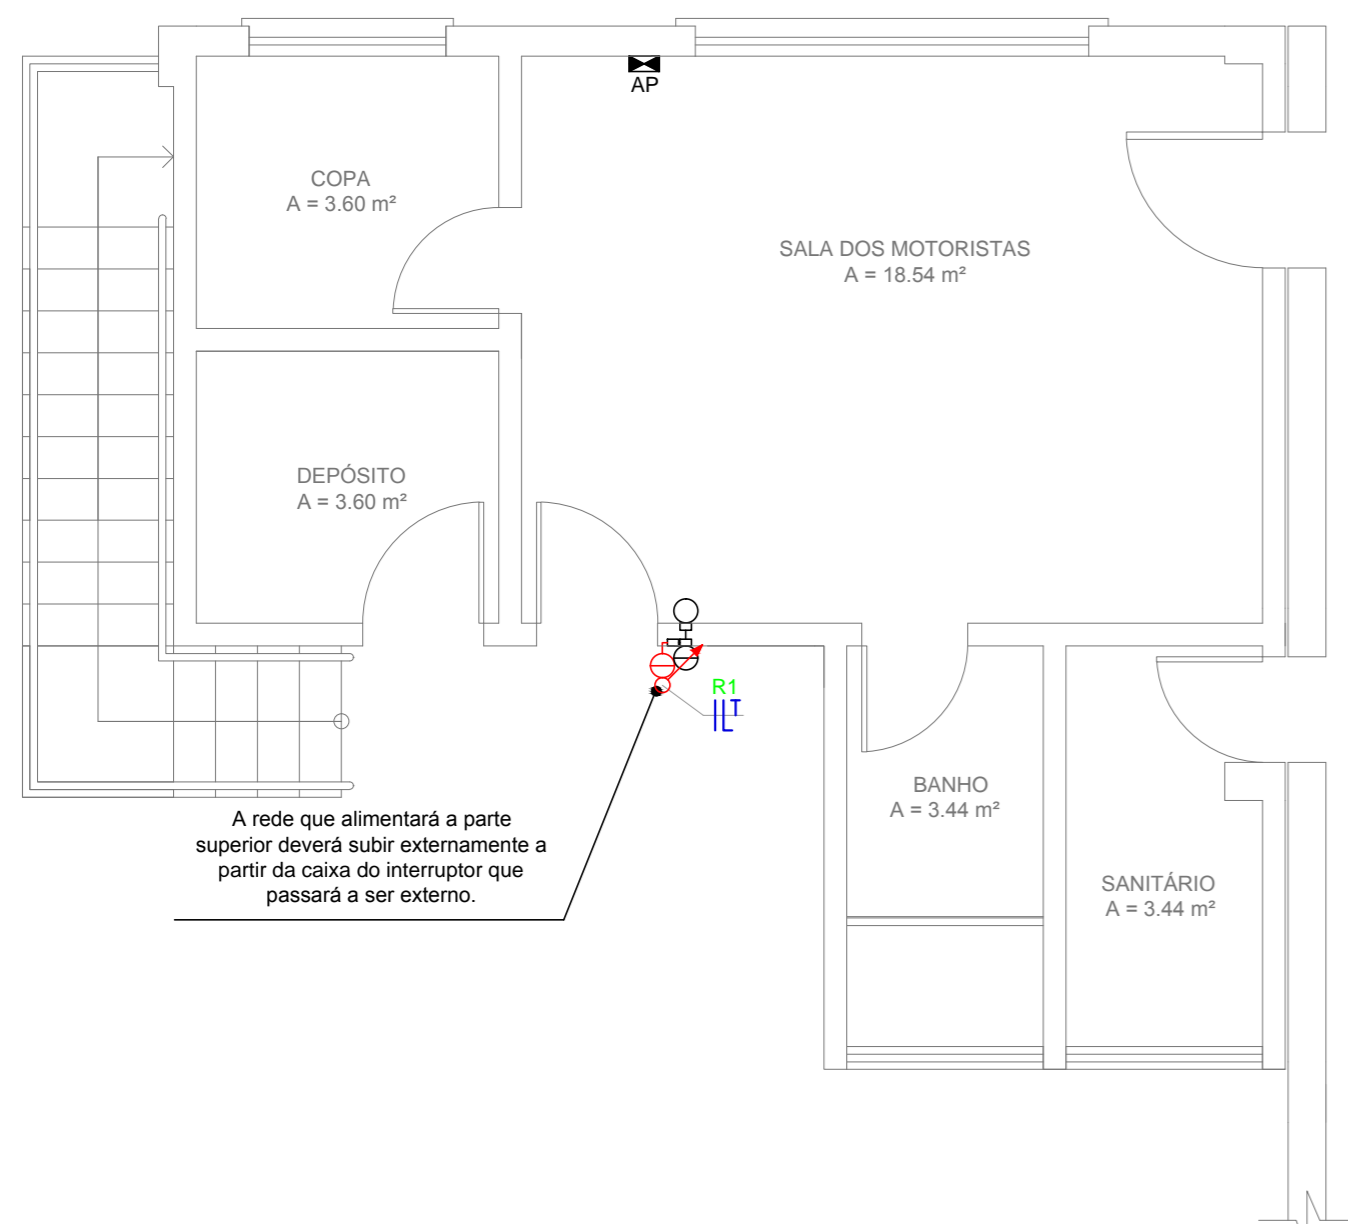 AP
COPA
A = 3.60 m²
SALA DOS MOTORISTAS
A = 18.54 m²
DEPÓSITO
A = 3.60 m²
R1
BANHO
A = 3.44 m²
A rede que alimentará a parte
superior deverá subir externamente a
partir da caixa do interruptor que
passará a ser externo.
SANITÁRIO
A = 3.44 m²